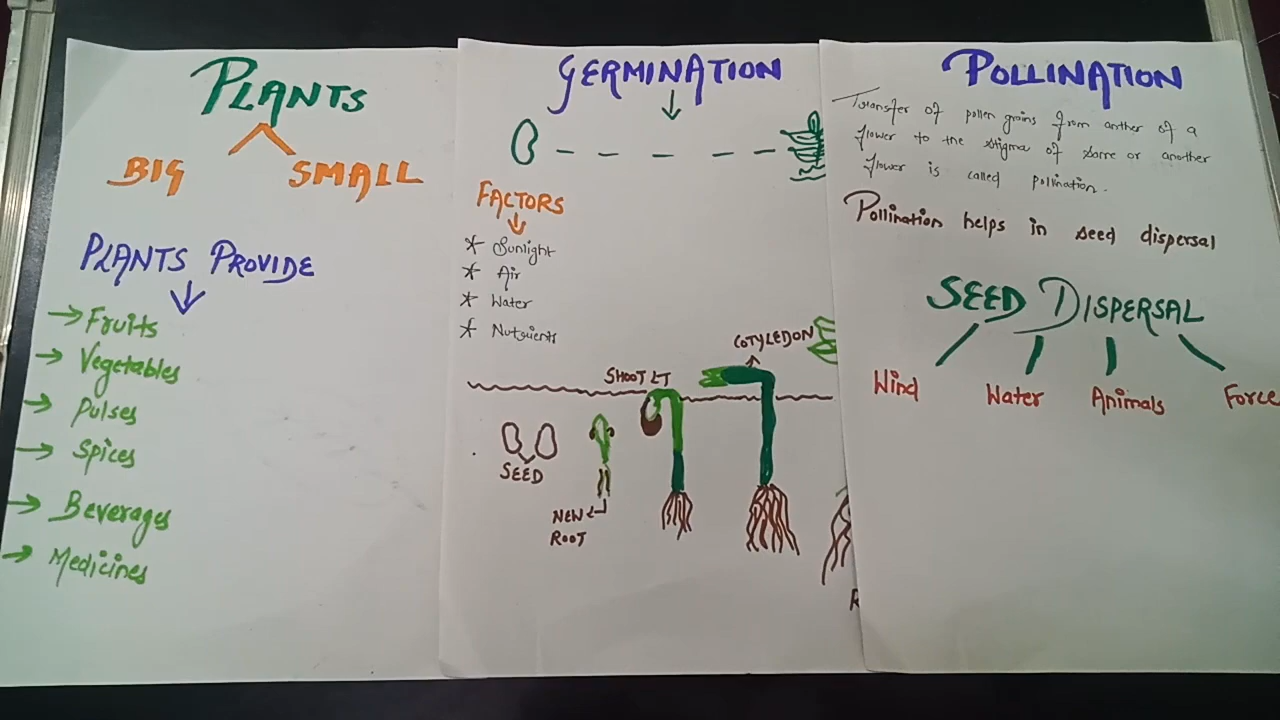 PLANTS
BIG SMALL
PLANTS PROVIDE
Fruits
Vegetables
Pulses
Spices
Beverages
Medicines
GERMINATION
FACTORS
* Sunlight
* Air
* Water
* Nutrients
COTYLEDON
SHOOT
SEED
NEW
ROOT
R
POLLINATION
Transfer of pollen grains from anther of a
flower to the stigma of same or another
flower is called pollination.
Pollination helps in seed dispersal
SEED DISPERSAL
Wind Water Animals Force